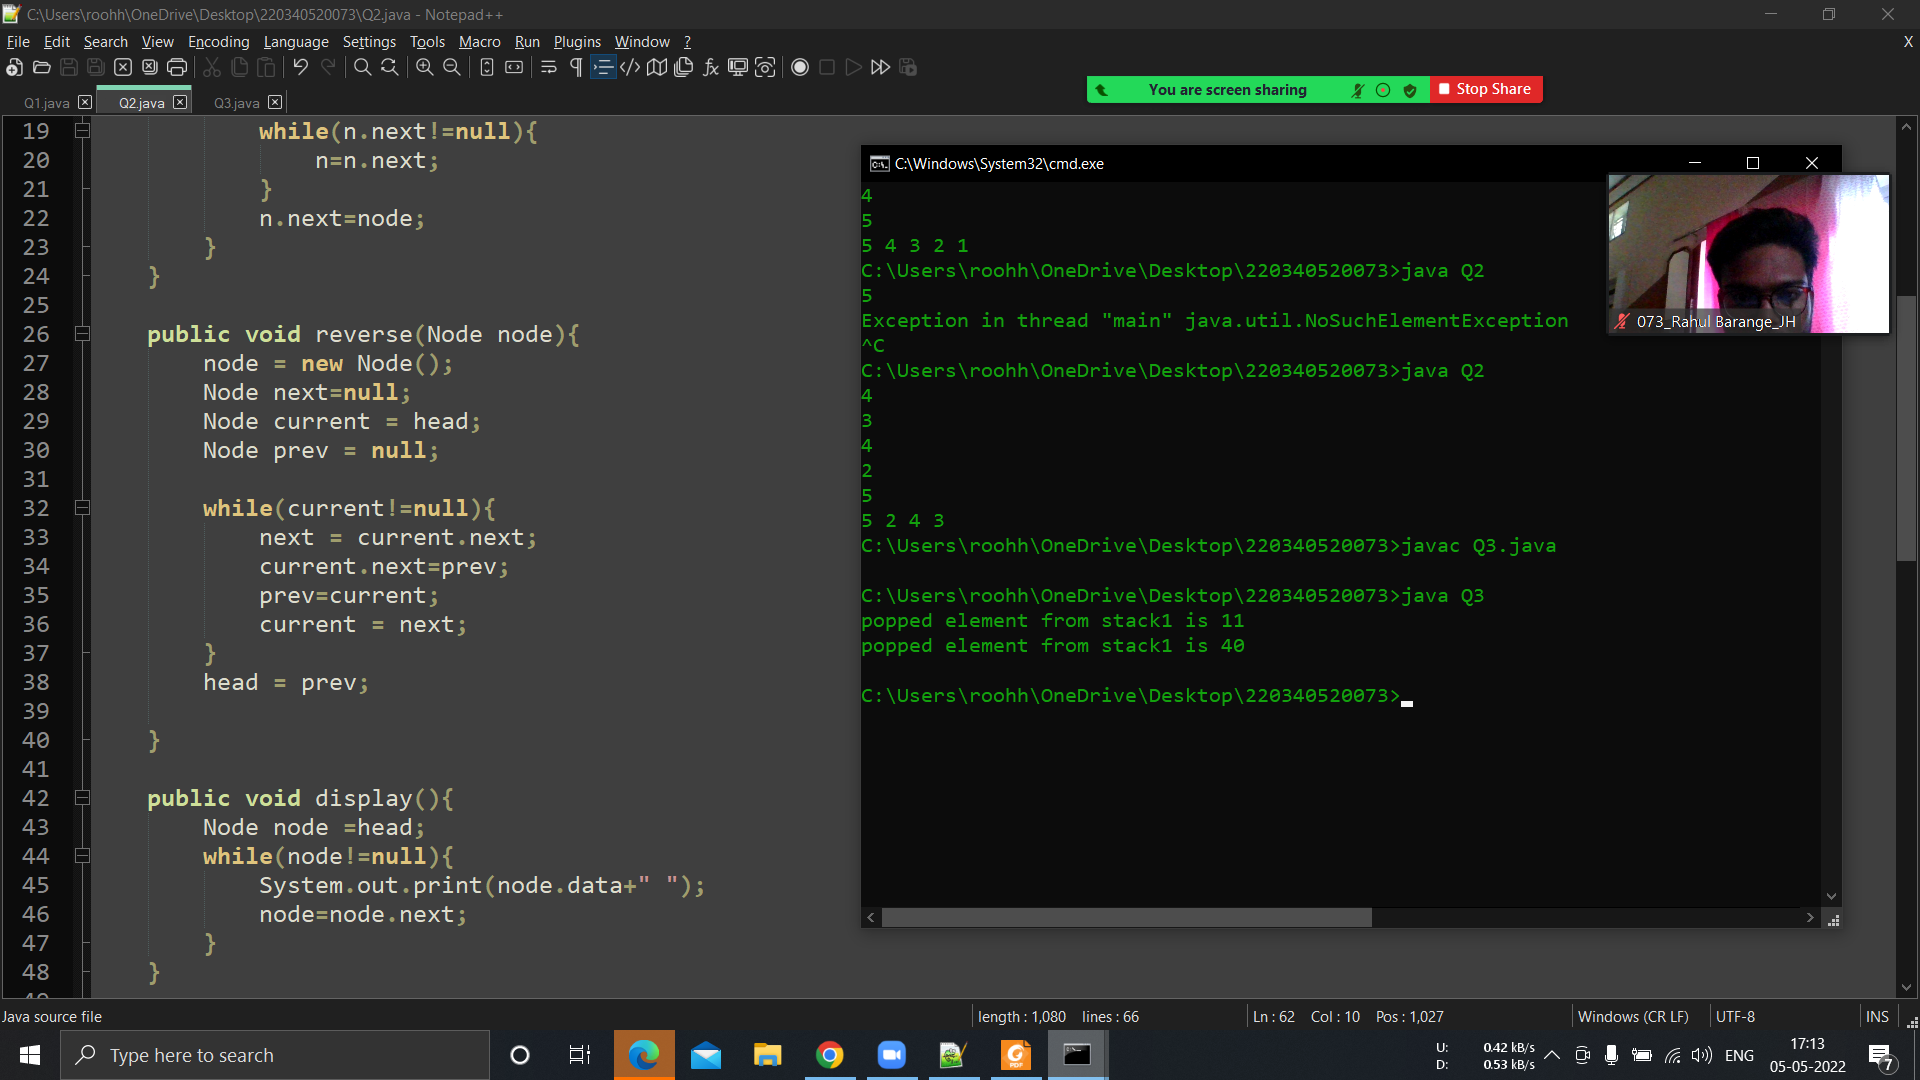 C:\Users\roohh\OneDrive\Desktop\220340520073\Q2.java - Notepad++
File Edit Search View Encoding Language Settings Tools Macro Run Plugins Window ? X
Q1.java Q2.java Q3.java
You are screen sharing Stop Share
19 while(n.next!=null){
20 n=n.next;
21 }
22 n.next=node;
23 }
24 }
25
26 public void reverse(Node node){
27 node = new Node();
28 Node next=null;
29 Node current = head;
30 Node prev = null;
31
32 while(current!=null){
33 next = current.next;
34 current.next=prev;
35 prev=current;
36 current = next;
37 }
38 head = prev;
39
40 }
41
42 public void display(){
43 Node node =head;
44 while(node!=null){
45 System.out.print(node.data+" ");
46 node=node.next;
47 }
48 }
C:\Windows\System32\cmd.exe
4
5
5 4 3 2 1
C:\Users\roohh\OneDrive\Desktop\220340520073>java Q2
5
Exception in thread "main" java.util.NoSuchElementException
^C
C:\Users\roohh\OneDrive\Desktop\220340520073>java Q2
4
3
4
2
5
5 2 4 3
C:\Users\roohh\OneDrive\Desktop\220340520073>javac Q3.java
C:\Users\roohh\OneDrive\Desktop\220340520073>java Q3
popped element from stack1 is 11
popped element from stack1 is 40
C:\Users\roohh\OneDrive\Desktop\220340520073>
073_Rahul Barange_JH
Java source file length : 1,080 lines : 66 Ln : 62 Col : 10 Pos : 1,027 Windows (CR LF) UTF-8 INS
Type here to search
U: 0.42 kB/s
D: 0.53 kB/s
ENG
17:13
05-05-2022
7